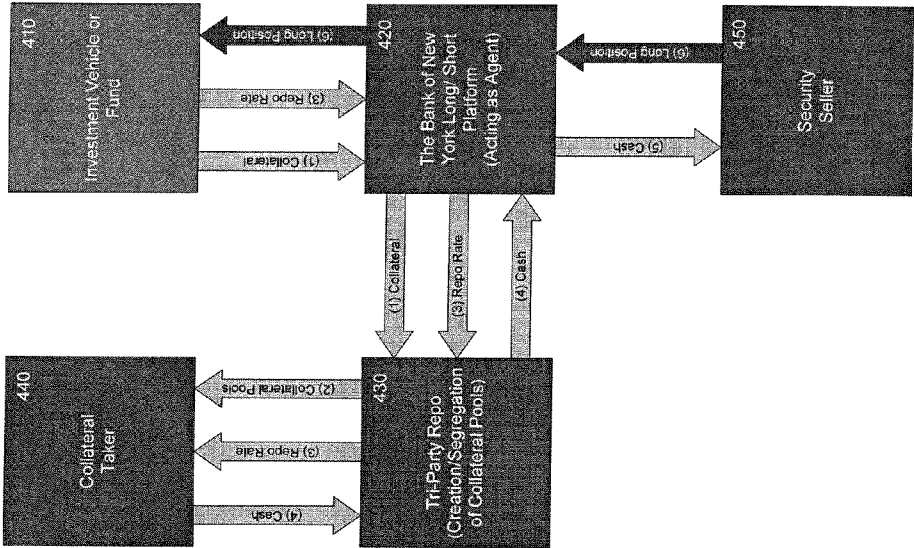 440
Collateral
Taker
(4) Cash
(3) Repo Rate
(2) Collateral Pools
430
Tri-Party Repo
(Creation/Segregation
of Collateral Pools)
(1) Collateral
(3) Repo Rate
(4) Cash
410
Investment Vehicle or
Fund
(1) Collateral
(3) Repo Rate
(6) Long Position
420
The Bank of New
York Long/ Short
Platform
(Acting as Agent)
(5) Cash
(6) Long Position
450
Security
Seller